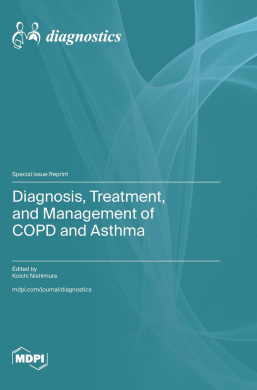 diagnostics
Special Issue Reprint
Diagnosis, Treatment,
and Management of
COPD and Asthma
Edited by
Koichi Nishimura
mdpi.com/journal/diagnostics
MDPI